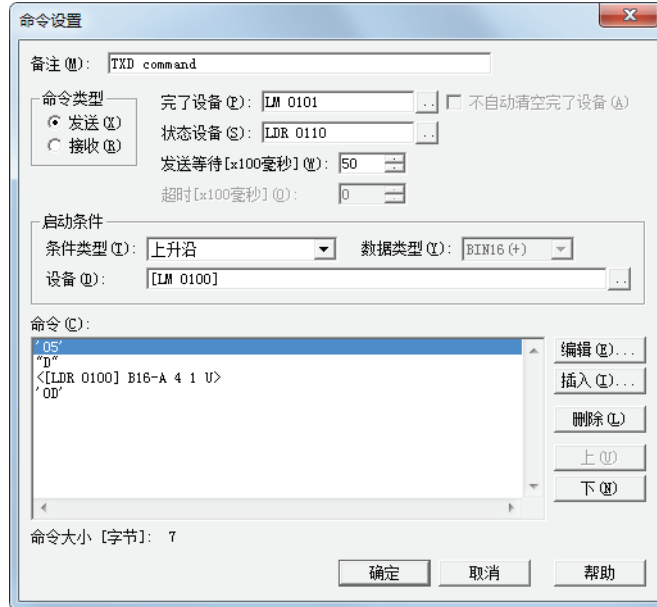 命令设置
备注(M): TXD command
命令类型
发送(X)
接收(R)
完了设备(P): LM 0101 .. 不自动清空完了设备(A)
状态设备(S): LDR 0110 ..
发送等待[x100毫秒](W): 50
超时[x100毫秒](O): 0
启动条件
条件类型(T): 上升沿 数据类型(Y): BIN16(+)
设备(D): [LM 0100] ..
命令(C):
'05'
"D"
<[LDR 0100] B16-A 4 1 U>
'0D'
编辑(E)...
插入(I)...
删除(L)
上(U)
下(N)
命令大小 [字节]: 7
确定 取消 帮助